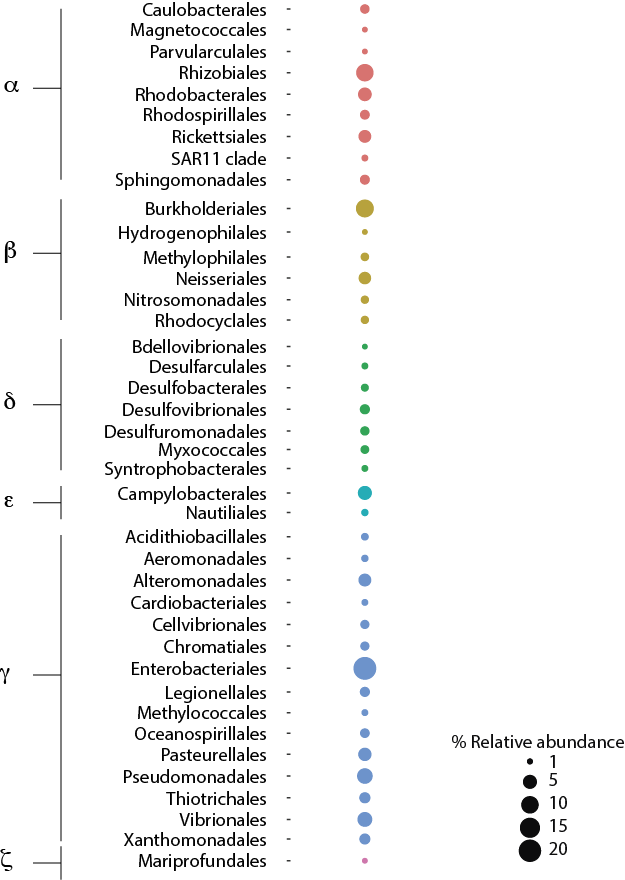 Caulobacterales -
Magnetococcales -
Parvularculales -
Rhizobiales -
α
Rhodobacterales -
Rhodospirillales -
Rickettsiales -
SAR11 clade -
Sphingomonadales -
Burkholderiales -
Hydrogenophilales -
β
Methylophilales -
Neisseriales -
Nitrosomonadales -
Rhodocyclales -
Bdellovibrionales -
Desulfarculales -
Desulfobacterales -
δ
Desulfovibrionales -
Desulfuromonadales -
Myxococcales -
Syntrophobacterales -
Campylobacterales -
ε
Nautiliales -
Acidithiobacillales -
Aeromonadales -
Alteromonadales -
Cardiobacteriales -
Cellvibrionales -
Chromatiales -
Enterobacteriales -
γ
Legionellales -
Methylococcales -
Oceanospirillales -
Pasteurellales -
Pseudomonadales -
Thiotrichales -
Vibrionales -
Xanthomonadales -
ζ
Mariprofundales -
% Relative abundance
1
5
10
15
20